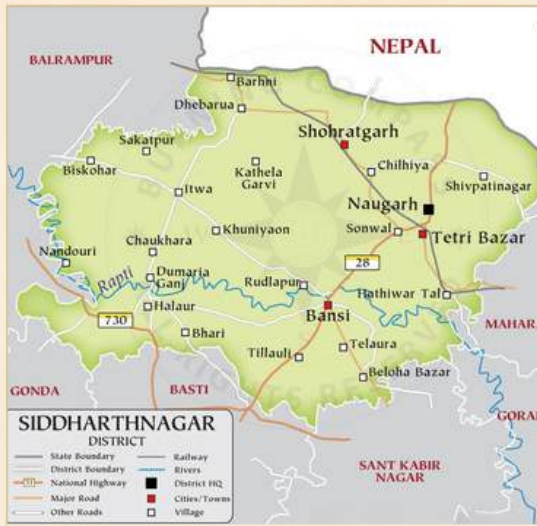 NEPAL
BALRAMPUR
Barhni
Dhebarua
Shohratgarh
Sakatpur
Biskohar
Kathela
Garvi
Chilhiya
Shivpatinagar
Itwa
Naugarh
Khuniyaon
Sonwal
Tetri Bazar
Chaukhara
Nandouri
28
Rapti
Dumaria
Ganj
Rudlapur
Hathiwar Tal
Halaur
Bansi
730
MAHARA
Bhari
Telaura
Tillauli
Beloha Bazar
GONDA
BASTI
GORA
SANT KABIR
NAGAR
SIDDHARTHNAGAR
DISTRICT
State Boundary
Railway
District Boundary
Rivers
National Highway
District HQ
Major Road
Cities/Towns
Other Roads
Village